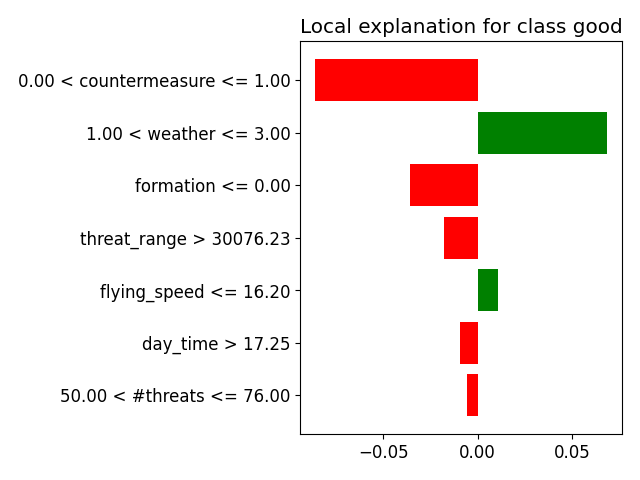 Local explanation for class good
0.00 < countermeasure <= 1.00
1.00 < weather <= 3.00
formation <= 0.00
threat_range > 30076.23
flying_speed <= 16.20
day_time > 17.25
50.00 < #threats <= 76.00
−0.05 0.00 0.05